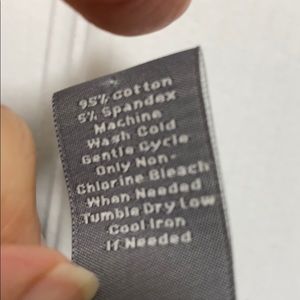 95% Cotton
5% Spandex
Machine
Wash Cold
Gentle Cycle
Only Non-
Chlorine Bleach
When Needed
Tumble Dry Low
Cool Iron
If Needed